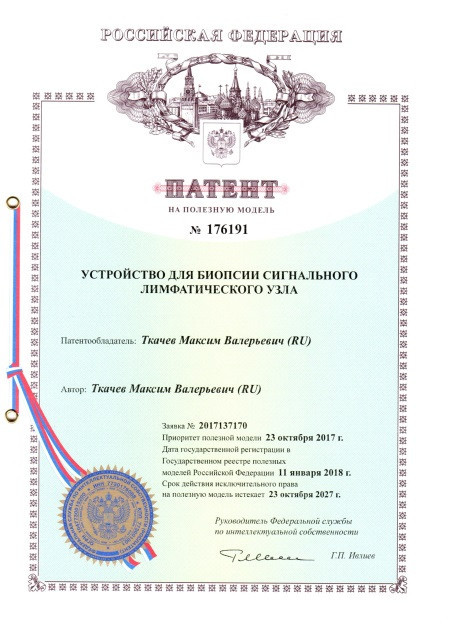 РОССИЙСКАЯ ФЕДЕРАЦИЯ
ПАТЕНТ
НА ПОЛЕЗНУЮ МОДЕЛЬ
№ 176191
УСТРОЙСТВО ДЛЯ БИОПСИИ СИГНАЛЬНОГО
ЛИМФАТИЧЕСКОГО УЗЛА
Патентообладатель: Ткачев Максим Валерьевич (RU)
Автор: Ткачев Максим Валерьевич (RU)
Заявка № 2017137170
Приоритет полезной модели 23 октября 2017 г.
Дата государственной регистрации в
Государственном реестре полезных
моделей Российской Федерации 11 января 2018 г.
Срок действия исключительного права
на полезную модель истекает 23 октября 2027 г.
Руководитель Федеральной службы
по интеллектуальной собственности
Г.П. Ивлиев